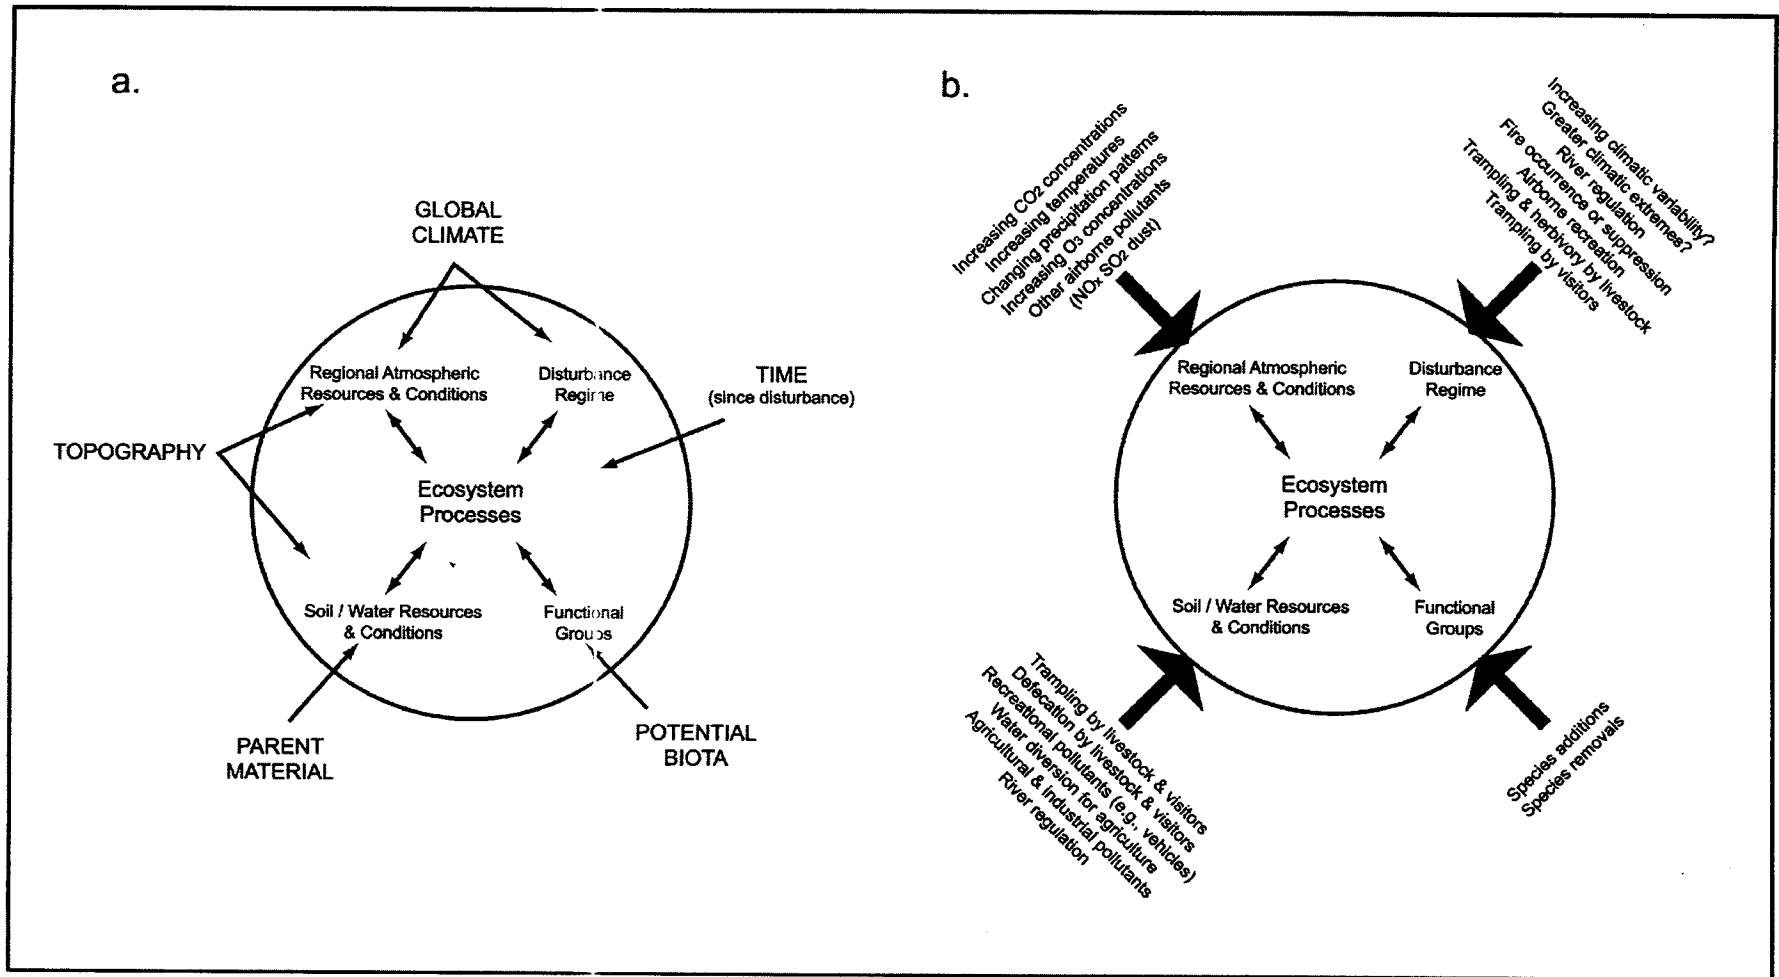 a.
GLOBAL
CLIMATE
Regional Atmospheric
Resources & Conditions
Disturbance
Regime
TIME
(since disturbance)
TOPOGRAPHY
Ecosystem
Processes
Soil / Water Resources
& Conditions
Functional
Groups
PARENT
MATERIAL
POTENTIAL
BIOTA
b.
Increasing CO2 concentrations
Increasing temperatures
Changing precipitation patterns
Increasing O3 concentrations
Other airborne pollutants
(NOx SO2 dust)
Increasing climatic variability?
Greater climatic extremes?
River regulation
Fire occurrence or suppression
Airborne recreation
Trampling & herbivory by livestock
Trampling by visitors
Regional Atmospheric
Resources & Conditions
Disturbance
Regime
Ecosystem
Processes
Soil / Water Resources
& Conditions
Functional
Groups
Trampling by livestock & visitors
Defecation by livestock & visitors
Recreational pollutants (e.g., vehicles)
Water diversion for agriculture
Agricultural & industrial pollutants
River regulation
Species additions
Species removals